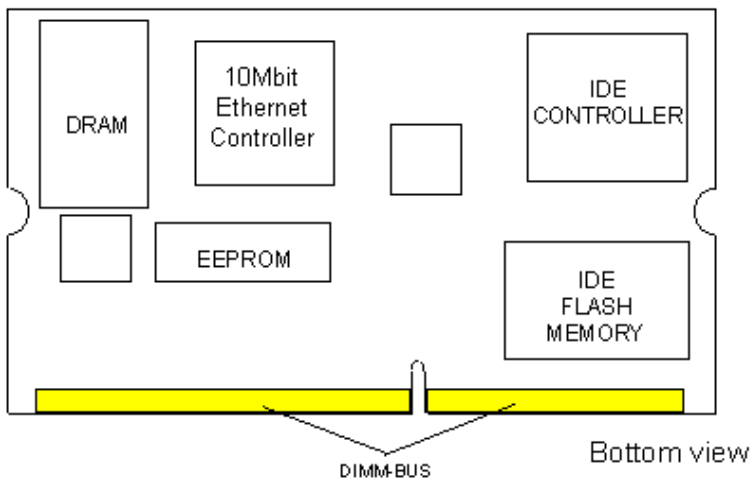 DRAM
10Mbit
Ethernet
Controller
IDE
CONTROLLER
EEPROM
IDE
FLASH
MEMORY
DIMM-BUS
Bottom view